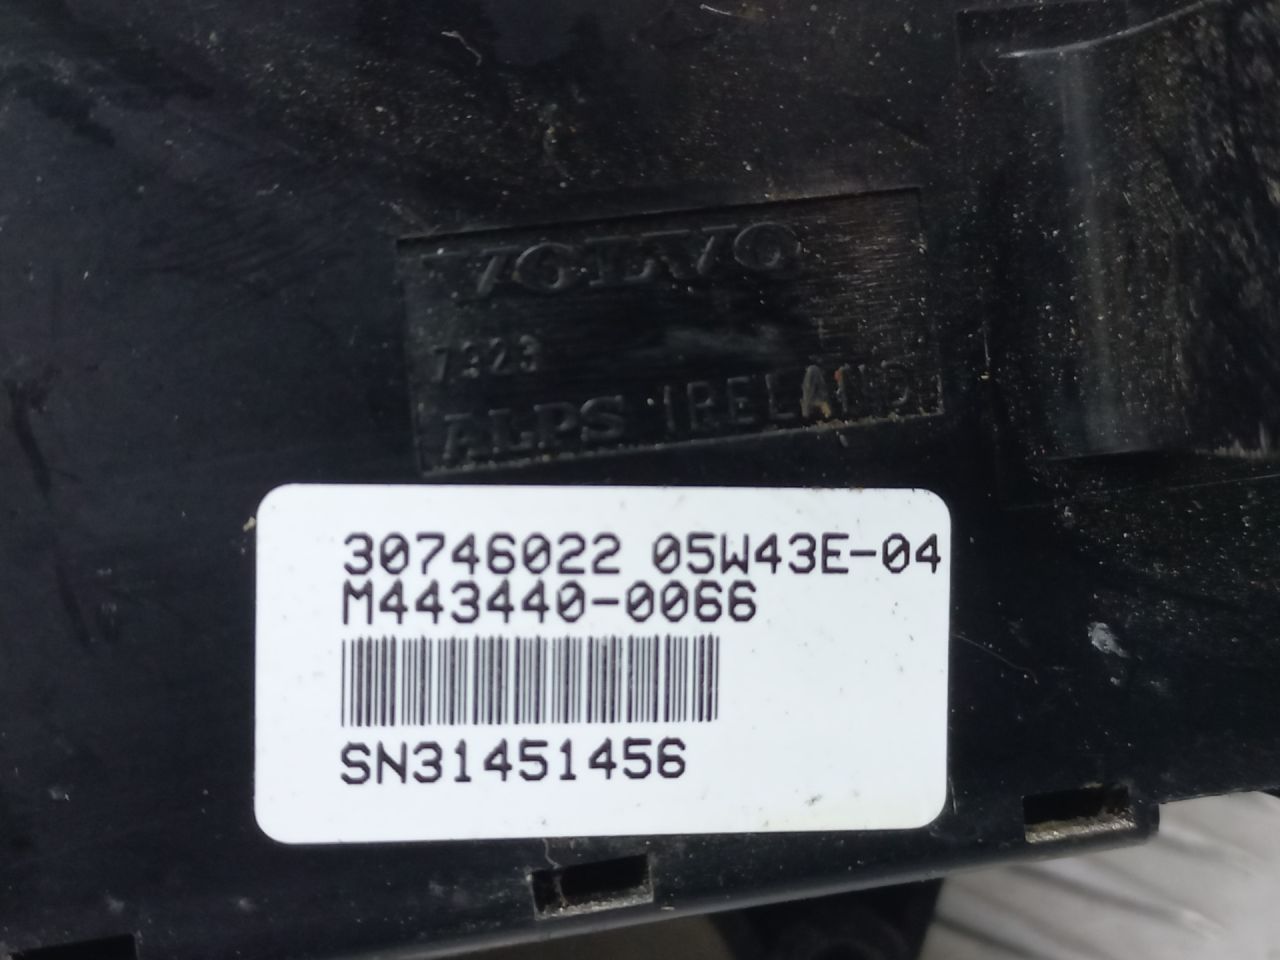 VOLVO
7323
ALPS IRELAND
30746022 05W43E-04
M443440-0066
SN31451456